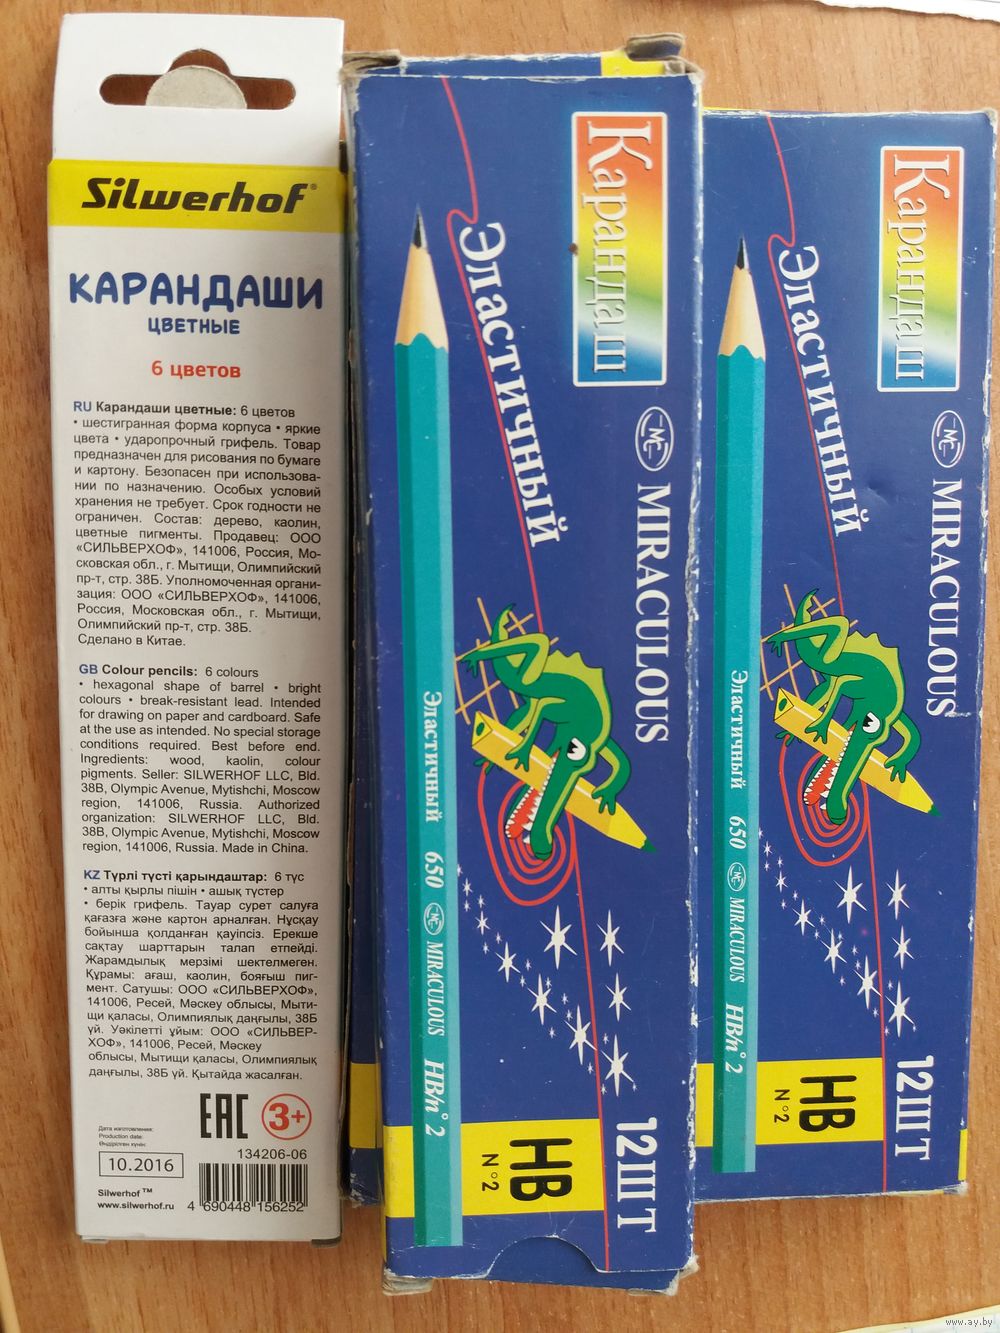 Silwerhof®
КАРАНДАШИ
ЦВЕТНЫЕ
6 цветов
RU Карандаши цветные: 6 цветов
• шестигранная форма корпуса • яркие
цвета • ударопрочный грифель. Товар
предназначен для рисования по бумаге
и картону. Безопасен при использова-
нии по назначению. Особых условий
хранения не требует. Срок годности не
ограничен. Состав: дерево, каолин,
цветные пигменты. Продавец: ООО
«СИЛЬВЕРХОФ», 141006, Россия, Мо-
сковская обл., г. Мытищи, Олимпийский
пр-т, стр. 38Б. Уполномоченная органи-
зация: ООО «СИЛЬВЕРХОФ», 141006,
Россия, Московская обл., г. Мытищи,
Олимпийский пр-т, стр. 38Б.
Сделано в Китае.
GB Colour pencils: 6 colours
• hexagonal shape of barrel • bright
colours • break-resistant lead. Intended
for drawing on paper and cardboard. Safe
at the use as intended. No special storage
conditions required. Best before end.
Ingredients: wood, kaolin, colour
pigments. Seller: SILWERHOF LLC, Bld.
38B, Olympic Avenue, Mytishchi, Moscow
region, 141006, Russia. Authorized
organization: SILWERHOF LLC, Bld.
38B, Olympic Avenue, Mytishchi, Moscow
region, 141006, Russia. Made in China.
KZ Түрлі түсті қарындаштар: 6 түс
• алты қырлы пішін • ашық түстер
• берік грифель. Тауар сурет салуға
қағазға және картон арналған. Нұсқау
бойынша қолданған қауіпсіз. Ерекше
сақтау шарттарын талап етпейді.
Жарамдылық мерзімі шектелмеген.
Құрамы: ағаш, каолин, бояғыш пиг-
мент. Сатушы: ООО «СИЛЬВЕРХОФ»,
141006, Ресей, Мәскеу облысы, Мыти-
щи қаласы, Олимпиялық даңғылы, 38Б
үй. Уәкілетті ұйым: ООО «СИЛЬВЕР-
ХОФ», 141006, Ресей, Мәскеу
облысы, Мытищи қаласы, Олимпиялық
даңғылы, 38Б үй. Қытайда жасалған.
Дата изготовления:
Production date:
Өндірілген күнін:
10.2016
EAC
3+
134206-06
4 690448 156252
Silwerhof™
www.silwerhof.ru
Карандаш
Эластичный
MC MIRACULOUS
Эластичный 650 MC MIRACULOUS HB/n° 2
12ШТ
HB
N°2
Карандаш
Эластичный
MC MIRACULOUS
Эластичный 650 MC MIRACULOUS HB/n° 2
12ШТ
HB
N°2
www.ay.by